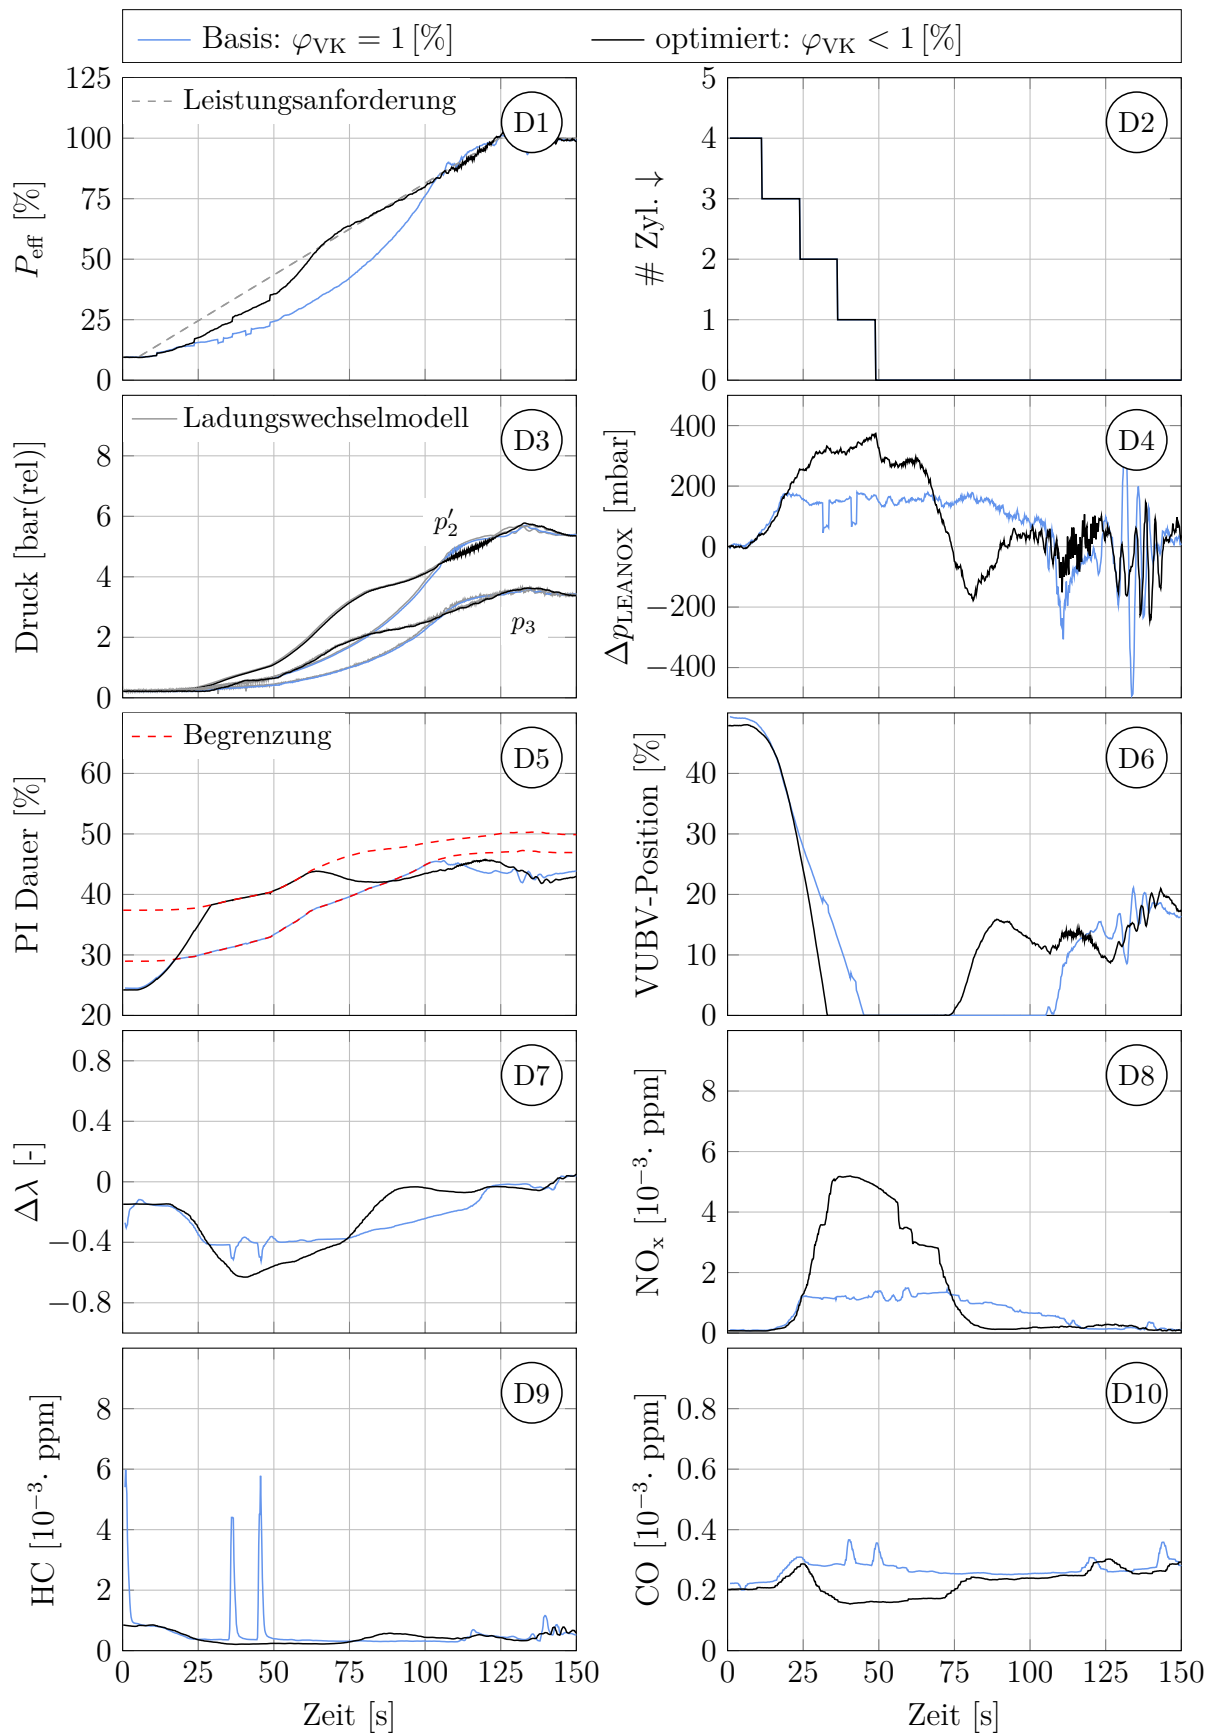 Basis: φVK = 1 [%] optimiert: φVK < 1 [%]
125
100
75
50
25
0
Peff [%]
Leistungsanforderung
D1
5
4
3
2
1
0
# Zyl. ↓
D2
8
6
4
2
0
Druck [bar(rel)]
Ladungswechselmodell
D3
p′2
p3
400
200
0
−200
−400
ΔpLEANOX [mbar]
D4
60
50
40
30
20
PI Dauer [%]
Begrenzung
D5
40
30
20
10
0
VUBV-Position [%]
D6
0.8
0.4
0
−0.4
−0.8
Δλ [-]
D7
8
6
4
2
0
NOx [10−3· ppm]
D8
8
6
4
2
0
HC [10−3· ppm]
D9
0 25 50 75 100 125 150
Zeit [s]
0.8
0.6
0.4
0.2
0
CO [10−3· ppm]
D10
0 25 50 75 100 125 150
Zeit [s]